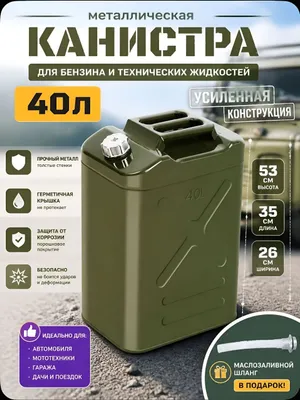 МЕТАЛЛИЧЕСКАЯ
КАНИСТРА
ДЛЯ БЕНЗИНА И ТЕХНИЧЕСКИХ ЖИДКОСТЕЙ
40л
УСИЛЕННАЯ
КОНСТРУКЦИЯ
ПРОЧНЫЙ МЕТАЛЛ
толстые стенки
ГЕРМЕТИЧНАЯ
КРЫШКА
не протекает
ЗАЩИТА ОТ
КОРРОЗИИ
порошковое
покрытие
БЕЗОПАСНО
не боится ударов
и деформации
40
53
СМ
ВЫСОТА
35
СМ
ДЛИНА
26
СМ
ШИРИНА
ИДЕАЛЬНО ДЛЯ:
АВТОМОБИЛЯ
МОТОТЕХНИКИ
ГАРАЖА
ДАЧИ И ПОЕЗДОК
МАСЛОЗАЛИВНОЙ
ШЛАНГ
В ПОДАРОК!